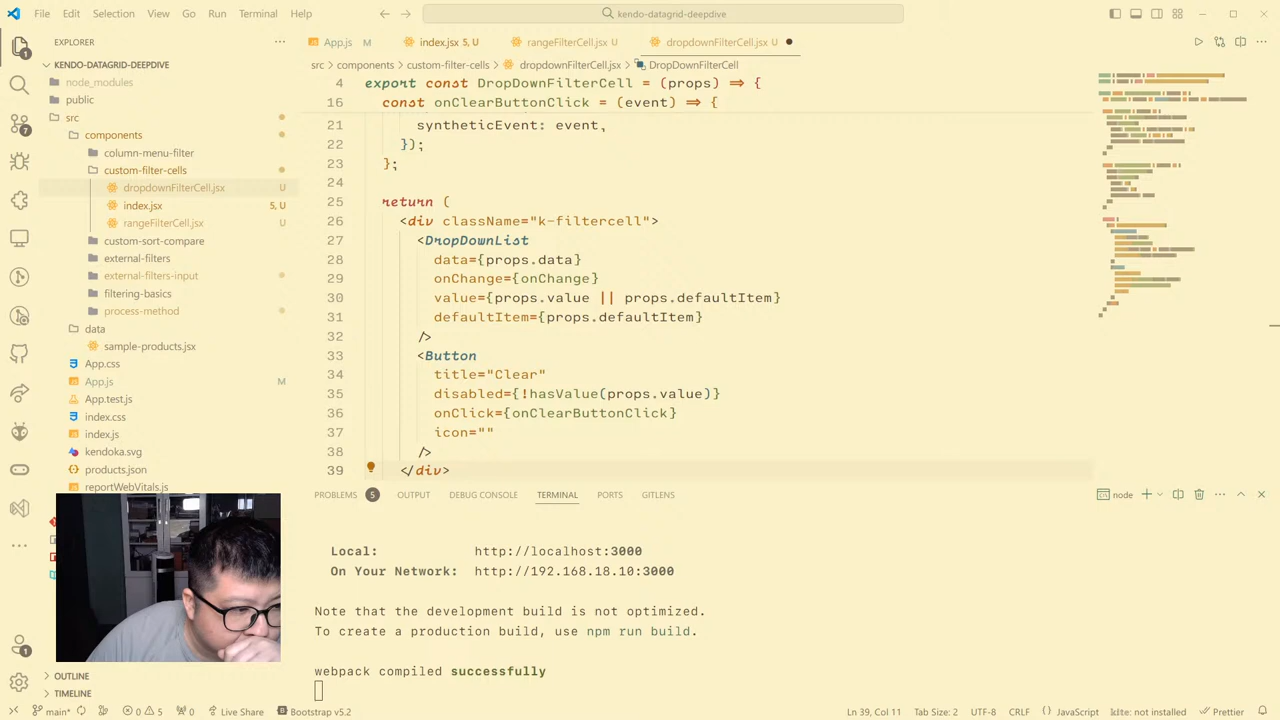 File Edit Selection View Go Run Terminal Help
kendo-datagrid-deepdive
EXPLORER
App.js M
index.jsx 5, U
rangeFilterCell.jsx U
dropdownFilterCell.jsx U
KENDO-DATAGRID-DEEPDIVE
src components custom-filter-cells dropdownFilterCell.jsx DropDownFilterCell
node_modules
public
src
components
column-menu-filter
custom-filter-cells
dropdownFilterCell.jsx U
index.jsx 5, U
rangeFilterCell.jsx U
custom-sort-compare
external-filters
external-filters-input
filtering-basics
process-method
data
sample-products.jsx
App.css
App.js M
App.test.js
index.css
index.js
kendoka.svg
products.json
reportWebVitals.js
OUTLINE
TIMELINE
1
7
1
4 export const DropDownFilterCell = (props) => {
16 const onClearButtonClick = (event) => {
21 syntheticEvent: event,
22 });
23 };
24
25 return (
26 <div className="k-filtercell">
27 <DropDownList
28 data={props.data}
29 onChange={onChange}
30 value={props.value || props.defaultItem}
31 defaultItem={props.defaultItem}
32 />
33 <Button
34 title="Clear"
35 disabled={!hasValue(props.value)}
36 onClick={onClearButtonClick}
37 icon=""
38 />
39 </div>
PROBLEMS 5 OUTPUT DEBUG CONSOLE TERMINAL PORTS GITLENS
node
Local: http://localhost:3000
On Your Network: http://192.168.18.10:3000
Note that the development build is not optimized.
To create a production build, use npm run build.
webpack compiled successfully
main* 0 5 0 Live Share Bootstrap v5.2 Ln 39, Col 11 Tab Size: 2 UTF-8 CRLF {} JavaScript kite: not installed Prettier